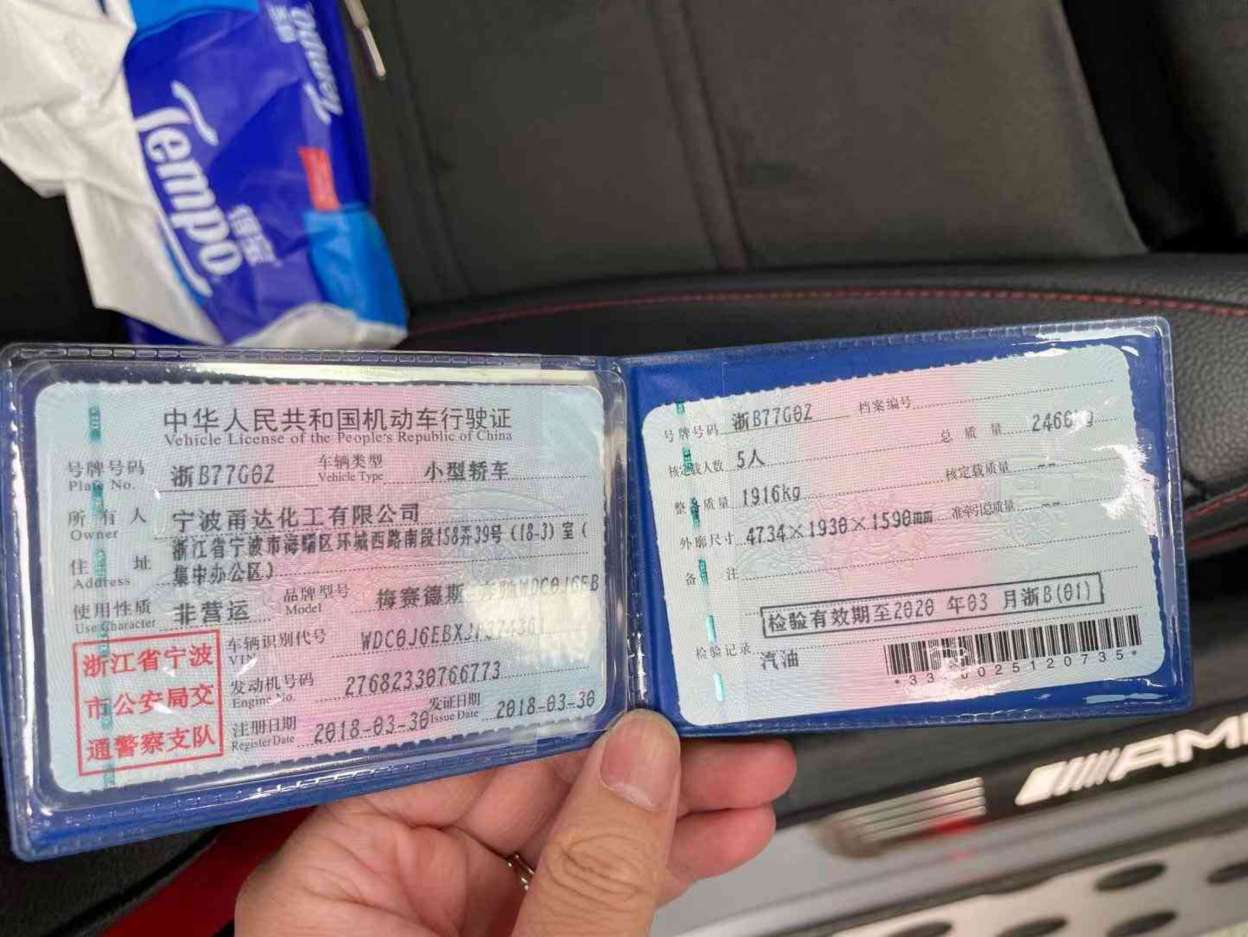 Tempo
得宝
中华人民共和国机动车行驶证
Vehicle License of the People's Republic of China
号牌号码 浙B77G0Z 车辆类型 小型轿车
Plate No. Vehicle Type
所有人 宁波甬达化工有限公司
Owner
浙江省宁波市海曙区环城西路南段158弄39号(18-3)室(
住址 集中办公区)
Address
使用性质 非营运 品牌型号 梅赛德斯-奔驰WDC0J6EB
Use Character Model
浙江省宁波
市公安局交
通警察支队
车辆识别代号
VIN
发动机号码 27682330766773
Engine No.
注册日期 2018-03-30 发证日期 2018-03-30
Register Date Issue Date
号牌号码 浙B77G0Z 档案编号
核定载人数 5人 总质量
整备质量 1916kg 核定载质量 --
外廓尺寸 4734×1930×1590mm 准牵引总质量 --
备注
检验有效期至2020年03月浙B(01)
检验记录 汽油
AMG